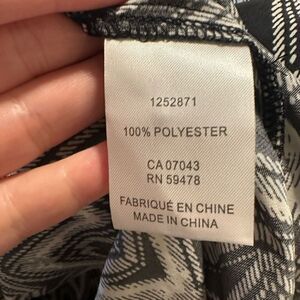 1252871
100% POLYESTER
CA 07043
RN 59478
FABRIQUÉ EN CHINE
MADE IN CHINA